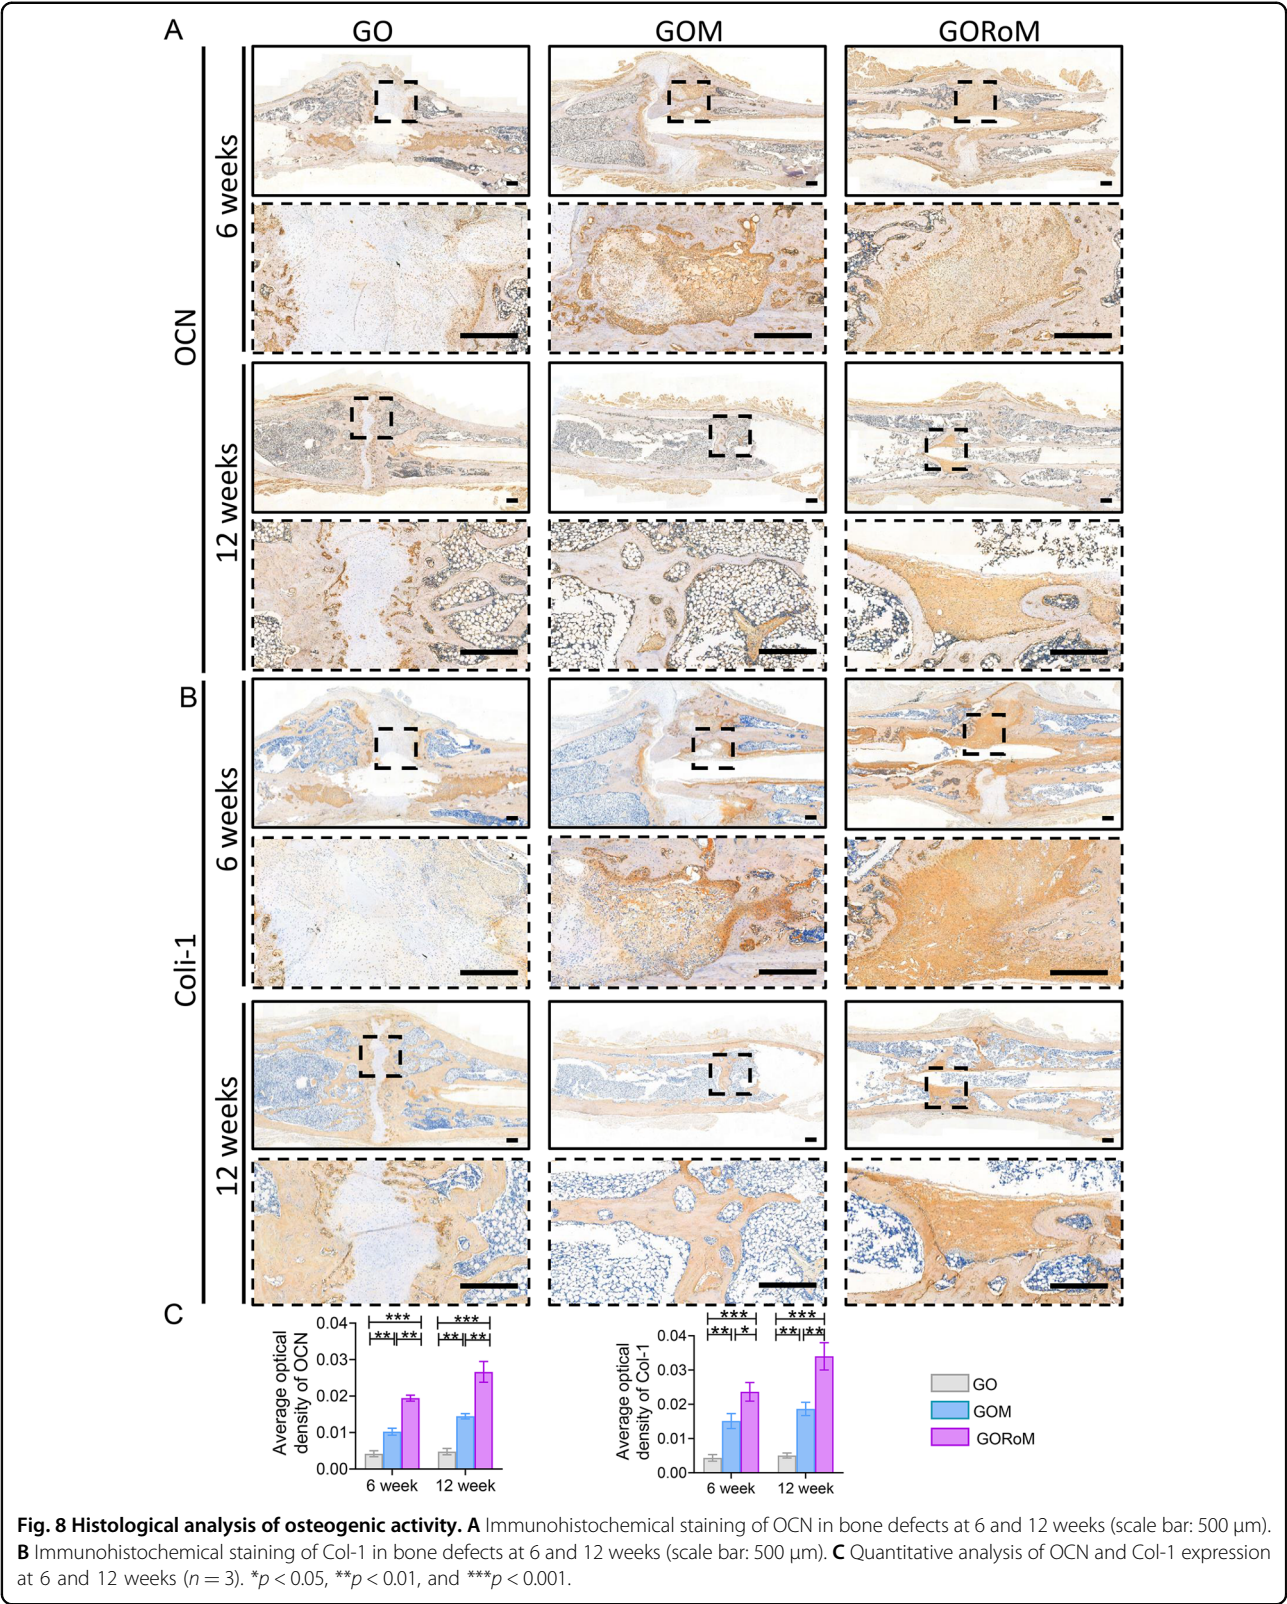 A
GO
GOM
GORoM
6 weeks
OCN
12 weeks
B
6 weeks
Coli-1
12 weeks
C
Average optical
density of OCN
0.04
0.03
0.02
0.01
0.00
*** ***
** ** ** **
6 week 12 week
Average optical
density of Col-1
0.04
0.03
0.02
0.01
0.00
*** ***
** * ** **
6 week 12 week
GO
GOM
GORoM
Fig. 8 Histological analysis of osteogenic activity. A Immunohistochemical staining of OCN in bone defects at 6 and 12 weeks (scale bar: 500 μm).
B Immunohistochemical staining of Col-1 in bone defects at 6 and 12 weeks (scale bar: 500 μm). C Quantitative analysis of OCN and Col-1 expression
at 6 and 12 weeks (n = 3). *p < 0.05, **p < 0.01, and ***p < 0.001.